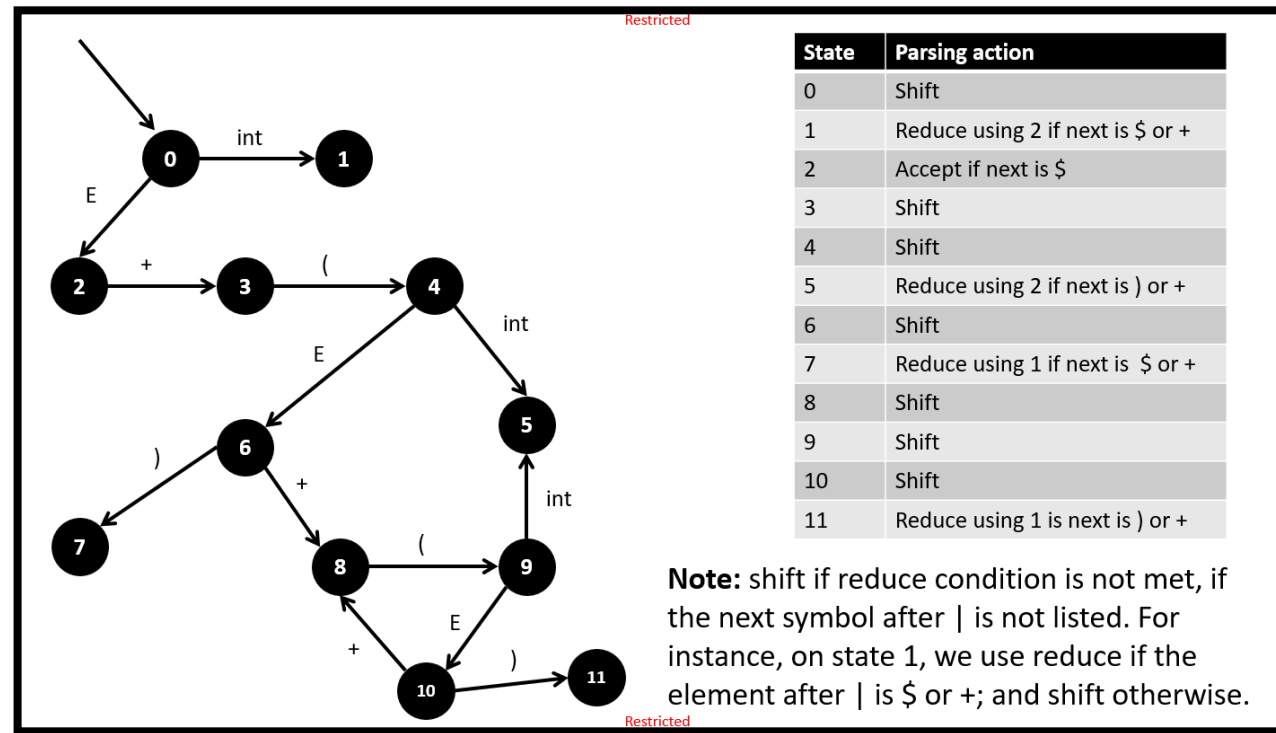 Restricted
State Parsing action
0 Shift
1 Reduce using 2 if next is $ or +
2 Accept if next is $
3 Shift
4 Shift
5 Reduce using 2 if next is ) or +
6 Shift
7 Reduce using 1 if next is  $ or +
8 Shift
9 Shift
10 Shift
11 Reduce using 1 is next is ) or +
int
0
1
E
+
(
2
3
4
int
E
5
6
)
+
int
7
(
8
9
E
+
)
10
11
Note: shift if reduce condition is not met, if
the next symbol after | is not listed. For
instance, on state 1, we use reduce if the
element after | is $ or +; and shift otherwise.
Restricted